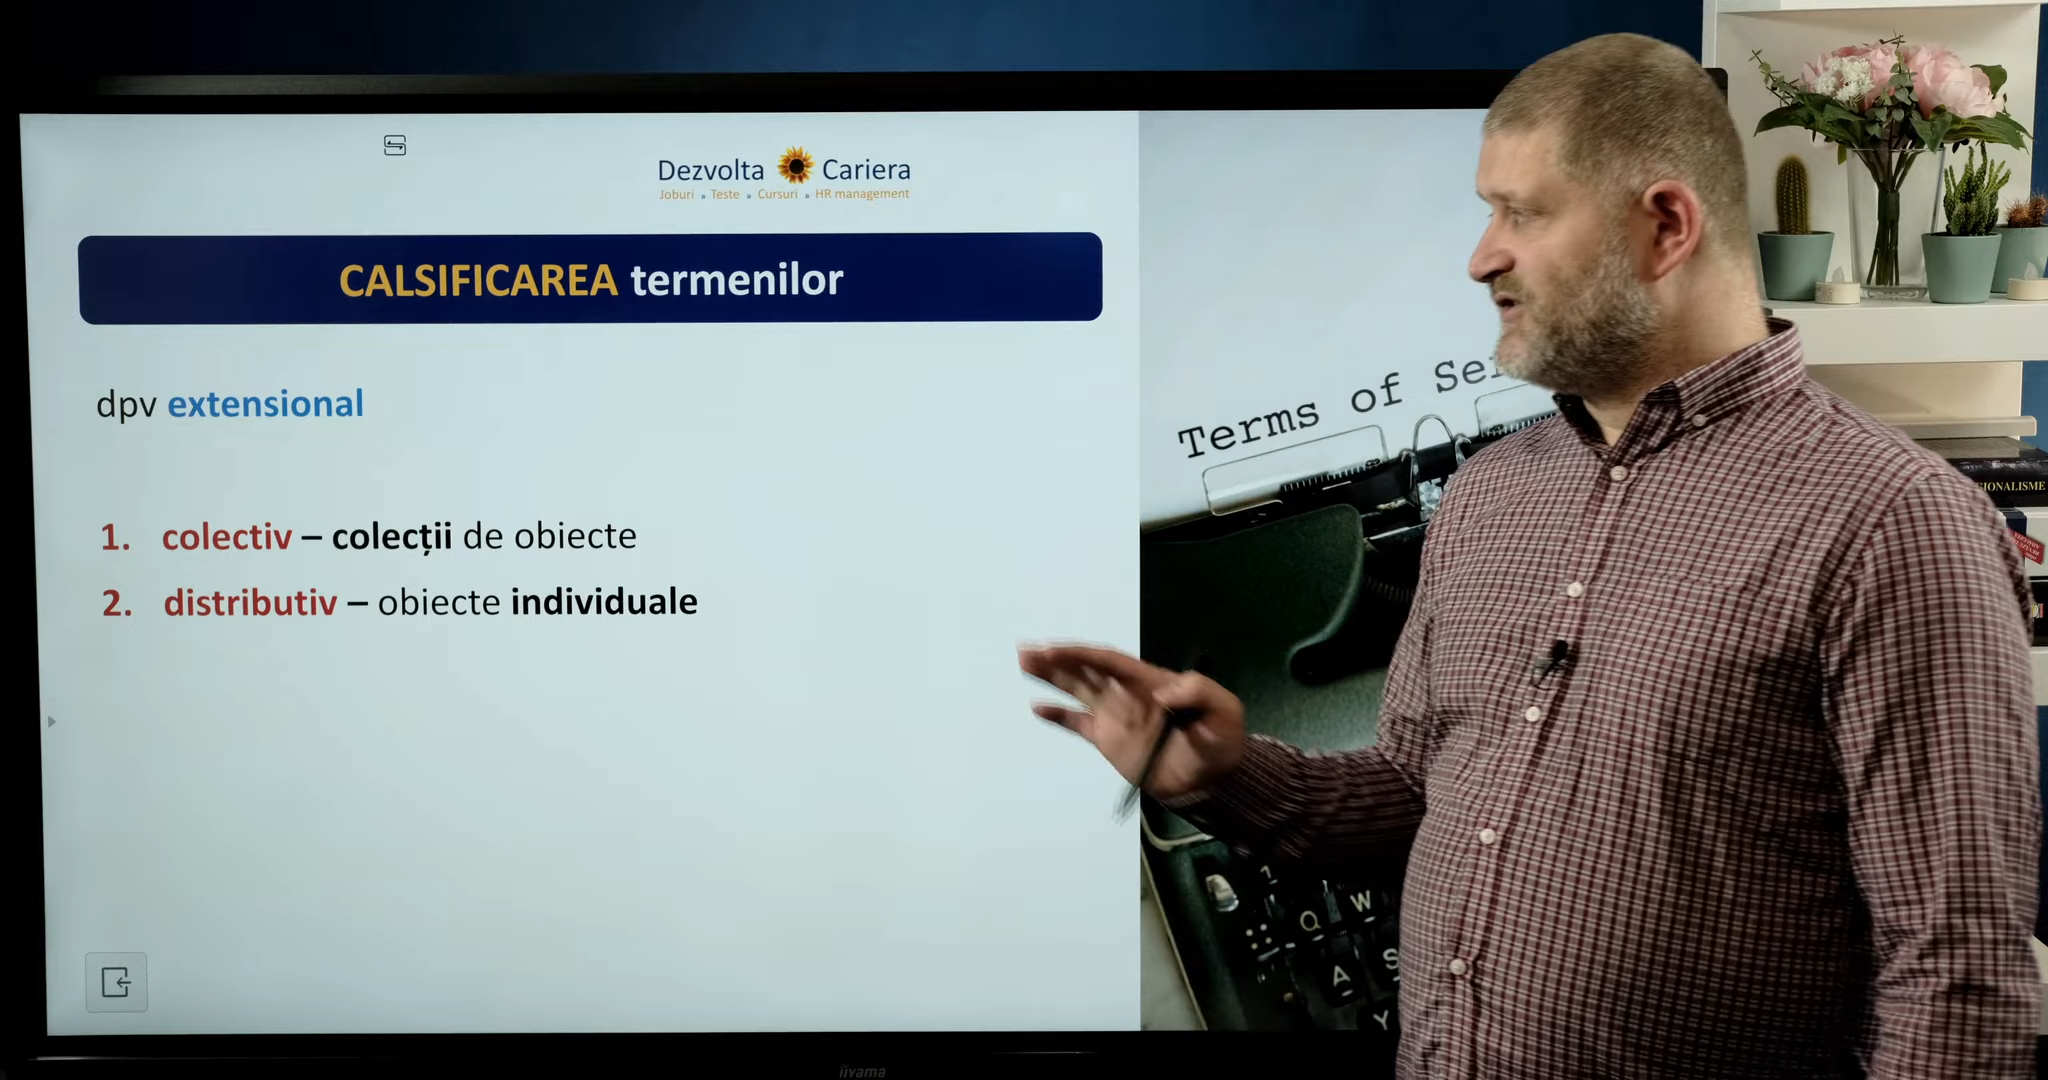 Dezvolta Cariera
Joburi » Teste » Cursuri » HR management
CALSIFICAREA termenilor
dpv extensional
1. colectiv – colecții de obiecte
2. distributiv – obiecte individuale
Terms of Se
1
Q W
A S
Y
IONALISME
iiyama